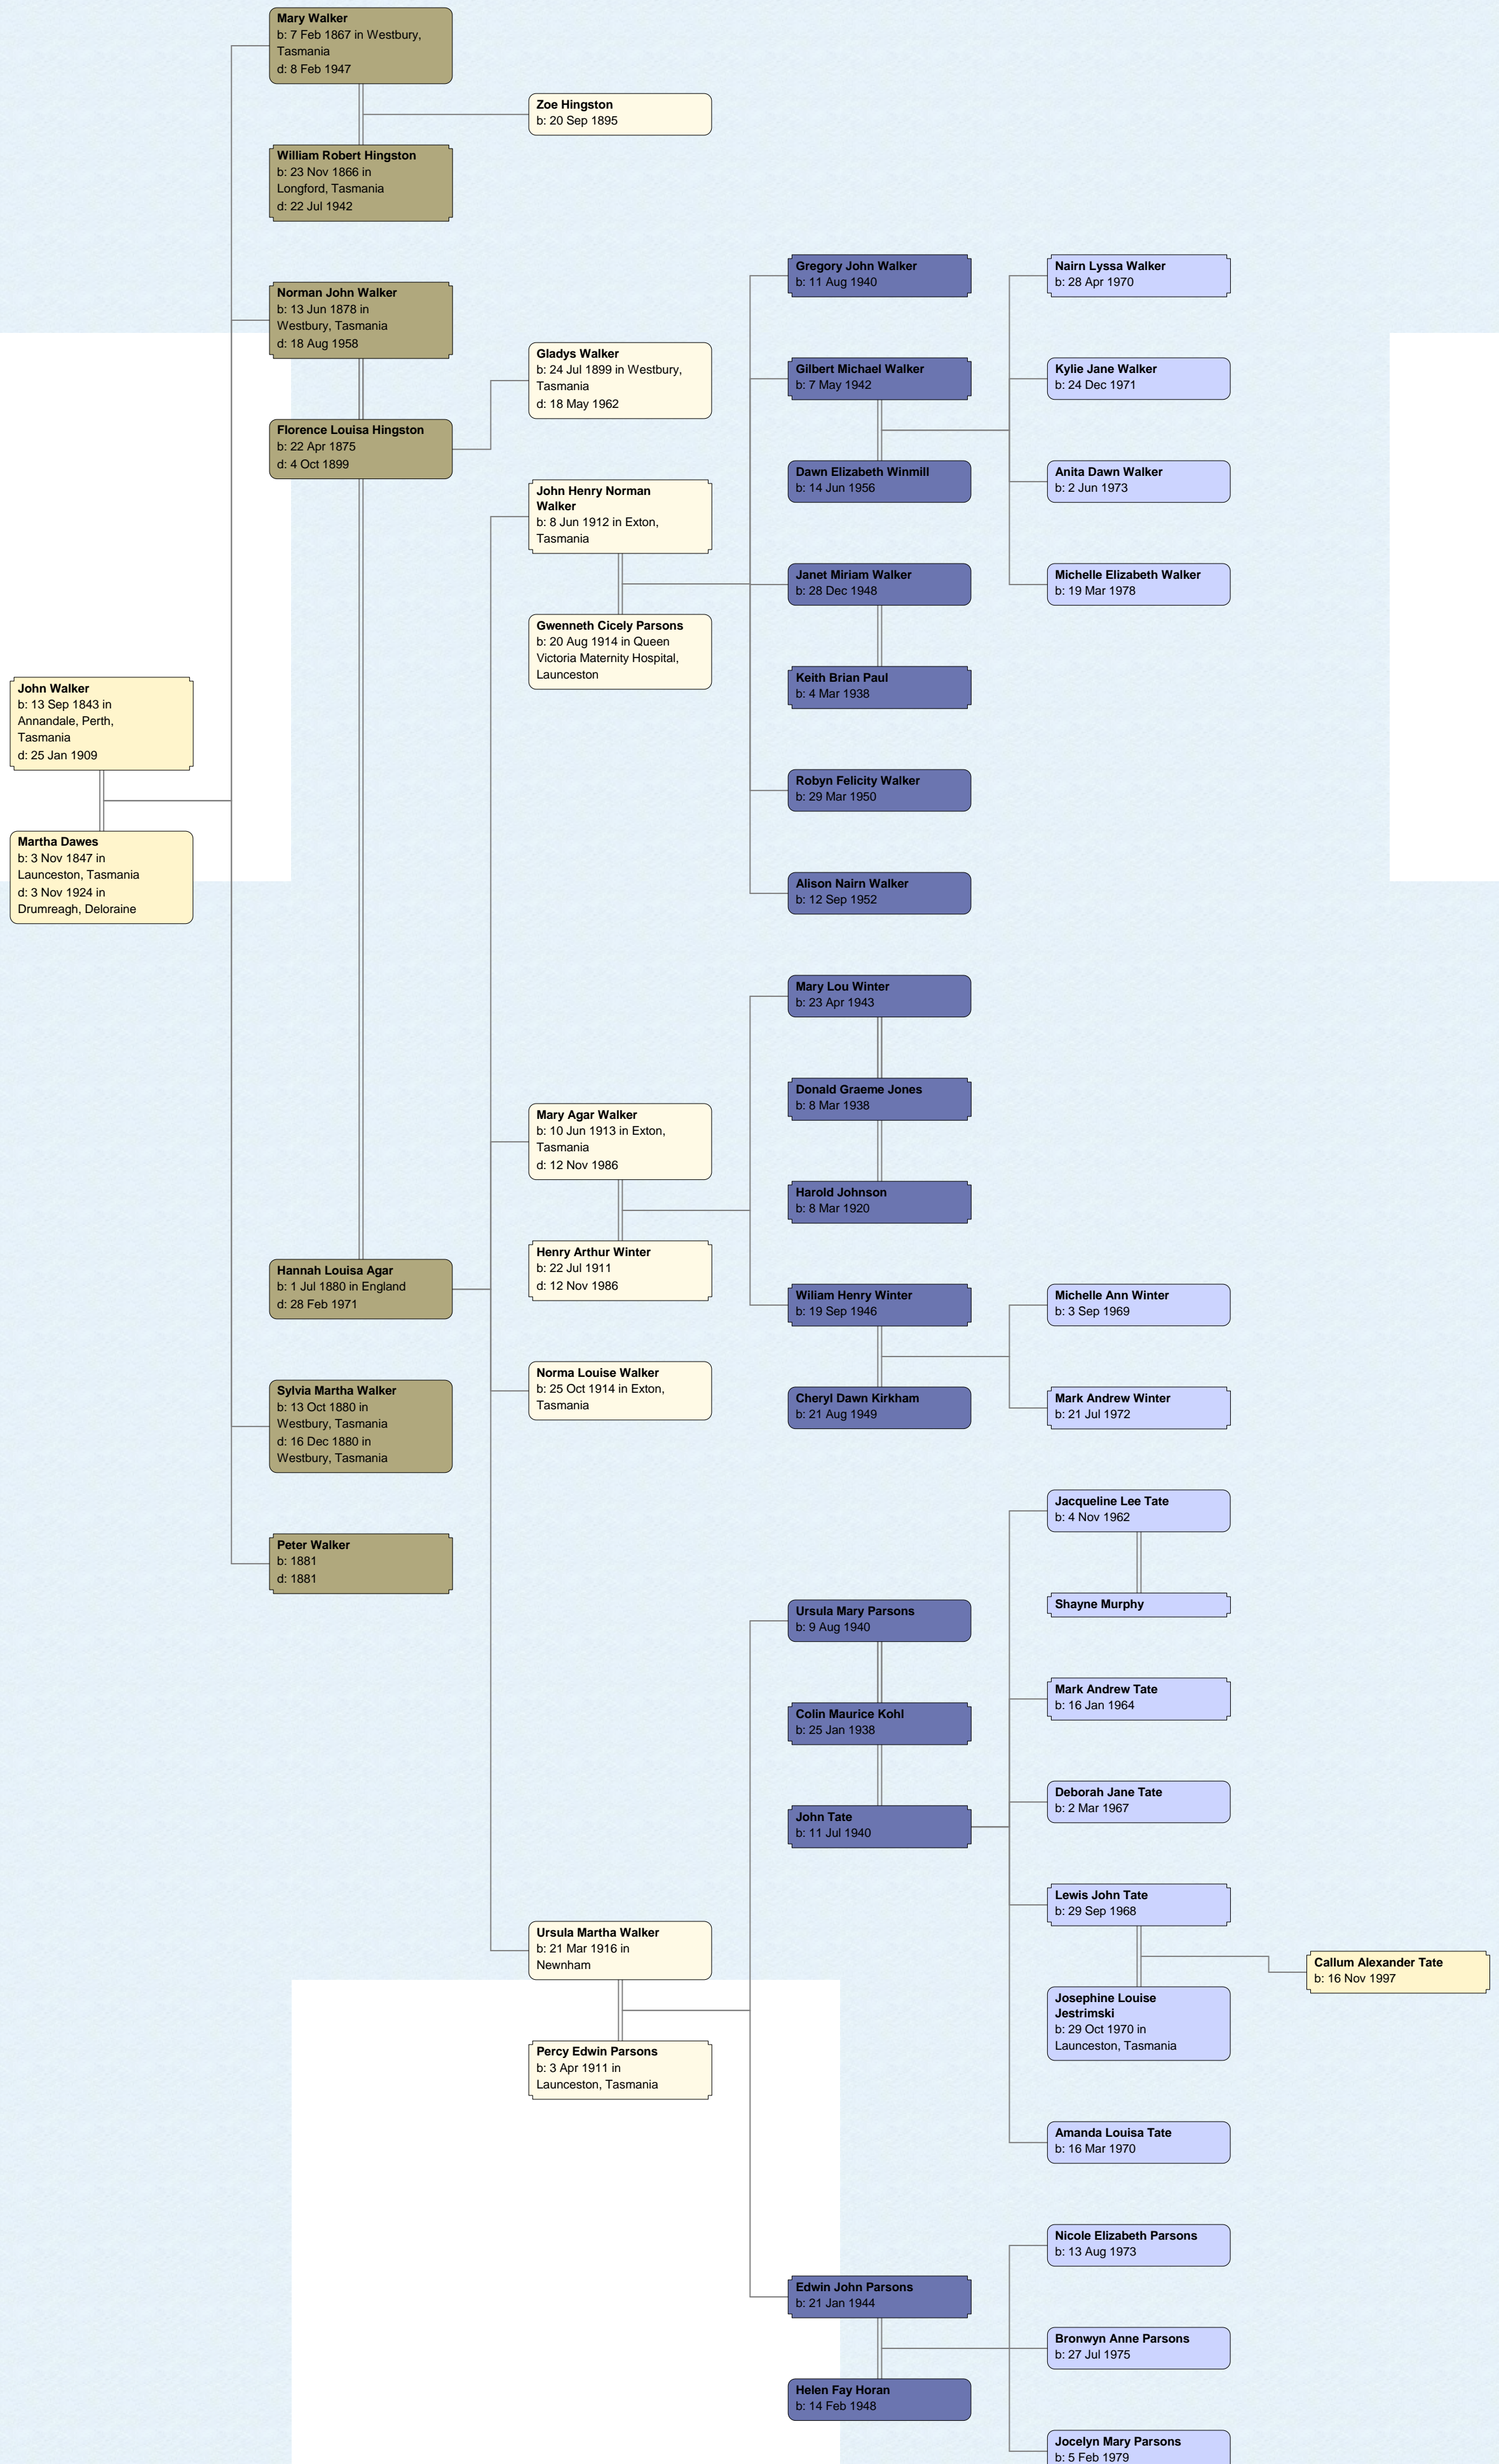 Mary Walker
b: 7 Feb 1867 in Westbury,
Tasmania
d: 8 Feb 1947
Zoe Hingston
b: 20 Sep 1895
William Robert Hingston
b: 23 Nov 1866 in
Longford, Tasmania
d: 22 Jul 1942
Norman John Walker
b: 13 Jun 1878 in
Westbury, Tasmania
d: 18 Aug 1958
Florence Louisa Hingston
b: 22 Apr 1875
d: 4 Oct 1899
Gladys Walker
b: 24 Jul 1899 in Westbury,
Tasmania
d: 18 May 1962
John Henry Norman
Walker
b: 8 Jun 1912 in Exton,
Tasmania
Gwenneth Cicely Parsons
b: 20 Aug 1914 in Queen
Victoria Maternity Hospital,
Launceston
Gregory John Walker
b: 11 Aug 1940
Gilbert Michael Walker
b: 7 May 1942
Dawn Elizabeth Winmill
b: 14 Jun 1956
Janet Miriam Walker
b: 28 Dec 1948
Keith Brian Paul
b: 4 Mar 1938
Robyn Felicity Walker
b: 29 Mar 1950
Alison Nairn Walker
b: 12 Sep 1952
Nairn Lyssa Walker
b: 28 Apr 1970
Kylie Jane Walker
b: 24 Dec 1971
Anita Dawn Walker
b: 2 Jun 1973
Michelle Elizabeth Walker
b: 19 Mar 1978
John Walker
b: 13 Sep 1843 in
Annandale, Perth,
Tasmania
d: 25 Jan 1909
Martha Dawes
b: 3 Nov 1847 in
Launceston, Tasmania
d: 3 Nov 1924 in
Drumreagh, Deloraine
Mary Lou Winter
b: 23 Apr 1943
Donald Graeme Jones
b: 8 Mar 1938
Harold Johnson
b: 8 Mar 1920
Mary Agar Walker
b: 10 Jun 1913 in Exton,
Tasmania
d: 12 Nov 1986
Henry Arthur Winter
b: 22 Jul 1911
d: 12 Nov 1986
Hannah Louisa Agar
b: 1 Jul 1880 in England
d: 28 Feb 1971
Wiliam Henry Winter
b: 19 Sep 1946
Cheryl Dawn Kirkham
b: 21 Aug 1949
Michelle Ann Winter
b: 3 Sep 1969
Mark Andrew Winter
b: 21 Jul 1972
Norma Louise Walker
b: 25 Oct 1914 in Exton,
Tasmania
Sylvia Martha Walker
b: 13 Oct 1880 in
Westbury, Tasmania
d: 16 Dec 1880 in
Westbury, Tasmania
Peter Walker
b: 1881
d: 1881
Jacqueline Lee Tate
b: 4 Nov 1962
Shayne Murphy
Ursula Mary Parsons
b: 9 Aug 1940
Colin Maurice Kohl
b: 25 Jan 1938
John Tate
b: 11 Jul 1940
Mark Andrew Tate
b: 16 Jan 1964
Deborah Jane Tate
b: 2 Mar 1967
Lewis John Tate
b: 29 Sep 1968
Callum Alexander Tate
b: 16 Nov 1997
Josephine Louise
Jestrimski
b: 29 Oct 1970 in
Launceston, Tasmania
Amanda Louisa Tate
b: 16 Mar 1970
Ursula Martha Walker
b: 21 Mar 1916 in
Newnham
Percy Edwin Parsons
b: 3 Apr 1911 in
Launceston, Tasmania
Edwin John Parsons
b: 21 Jan 1944
Helen Fay Horan
b: 14 Feb 1948
Nicole Elizabeth Parsons
b: 13 Aug 1973
Bronwyn Anne Parsons
b: 27 Jul 1975
Jocelyn Mary Parsons
b: 5 Feb 1979